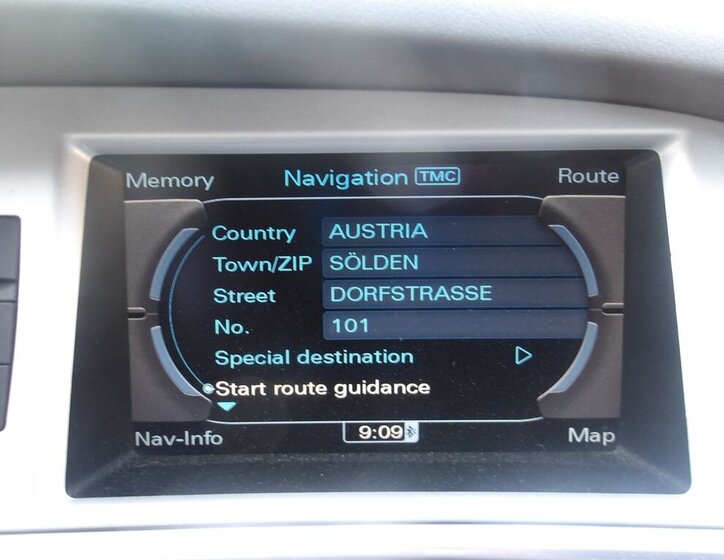 Memory Navigation TMC Route
Country AUSTRIA
Town/ZIP SÖLDEN
Street DORFSTRASSE
No. 101
Special destination
Start route guidance
Nav-Info 9:09 Map